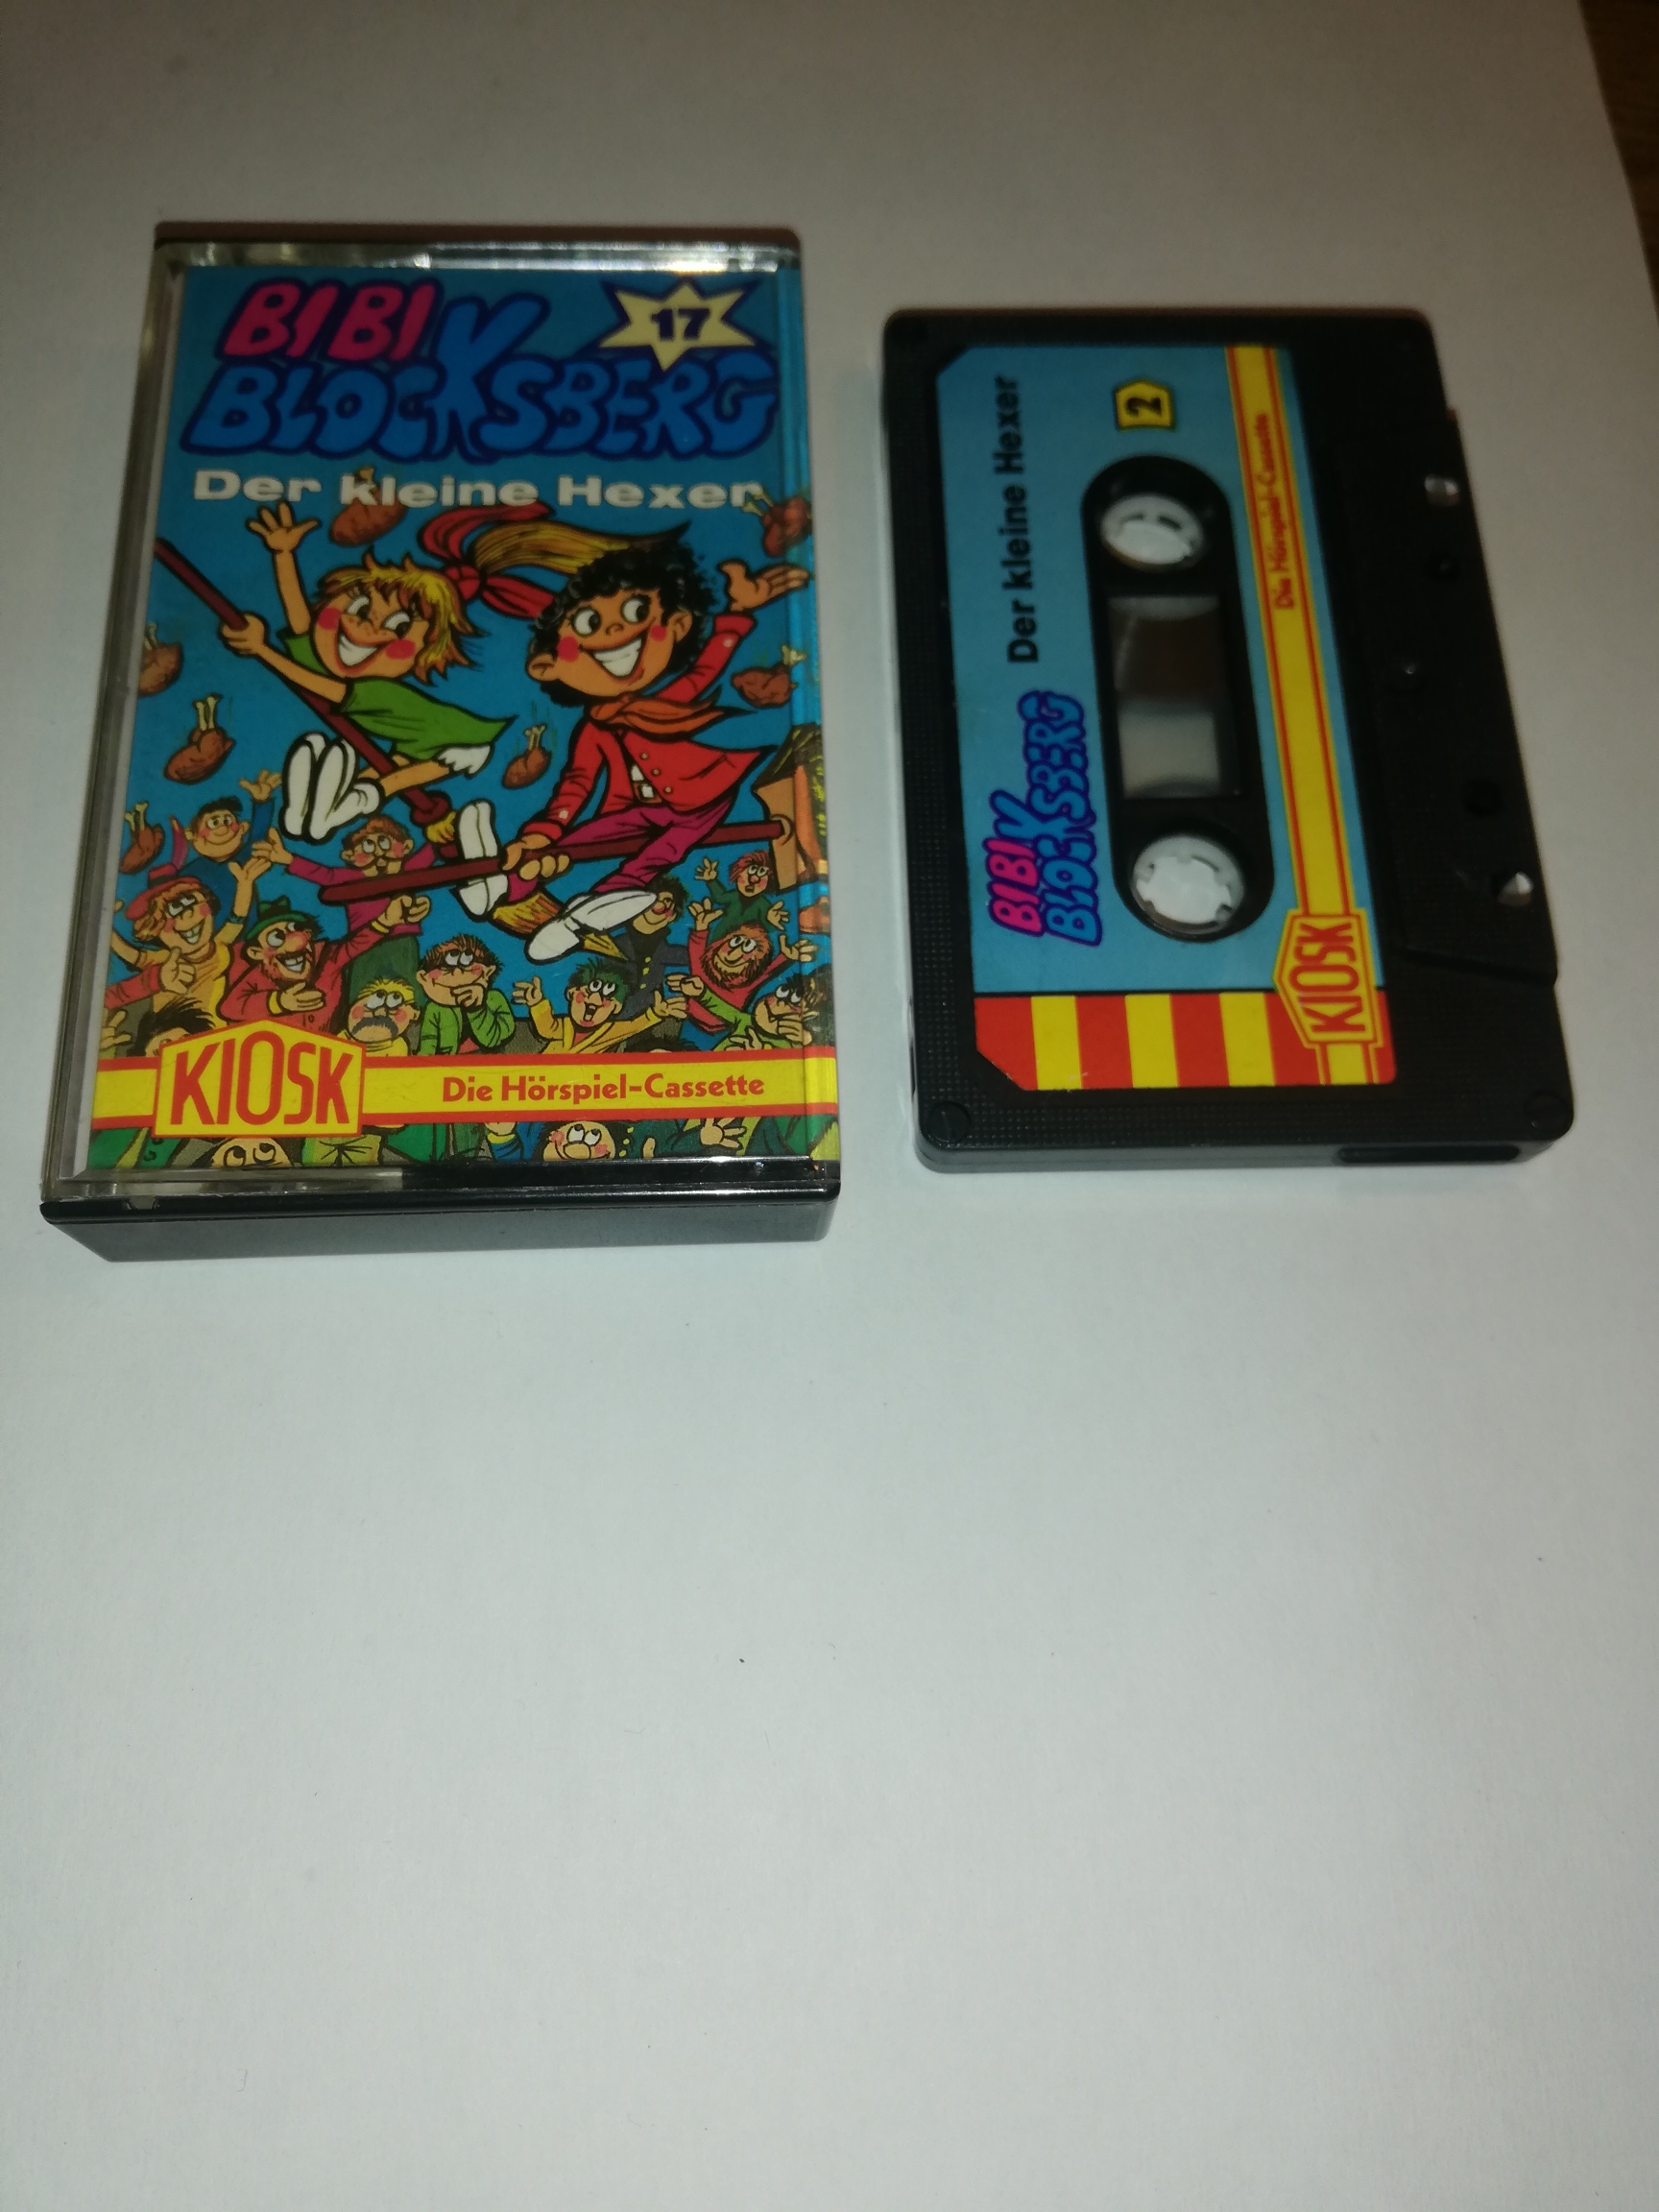 BIBI
BLOCKSBERG
17
Der kleine Hexer
KIOSK
Die Hörspiel-Cassette
BIBI
BLOCKSBERG
Der kleine Hexer
2
KIOSK
Die Hörspiel-Cassette